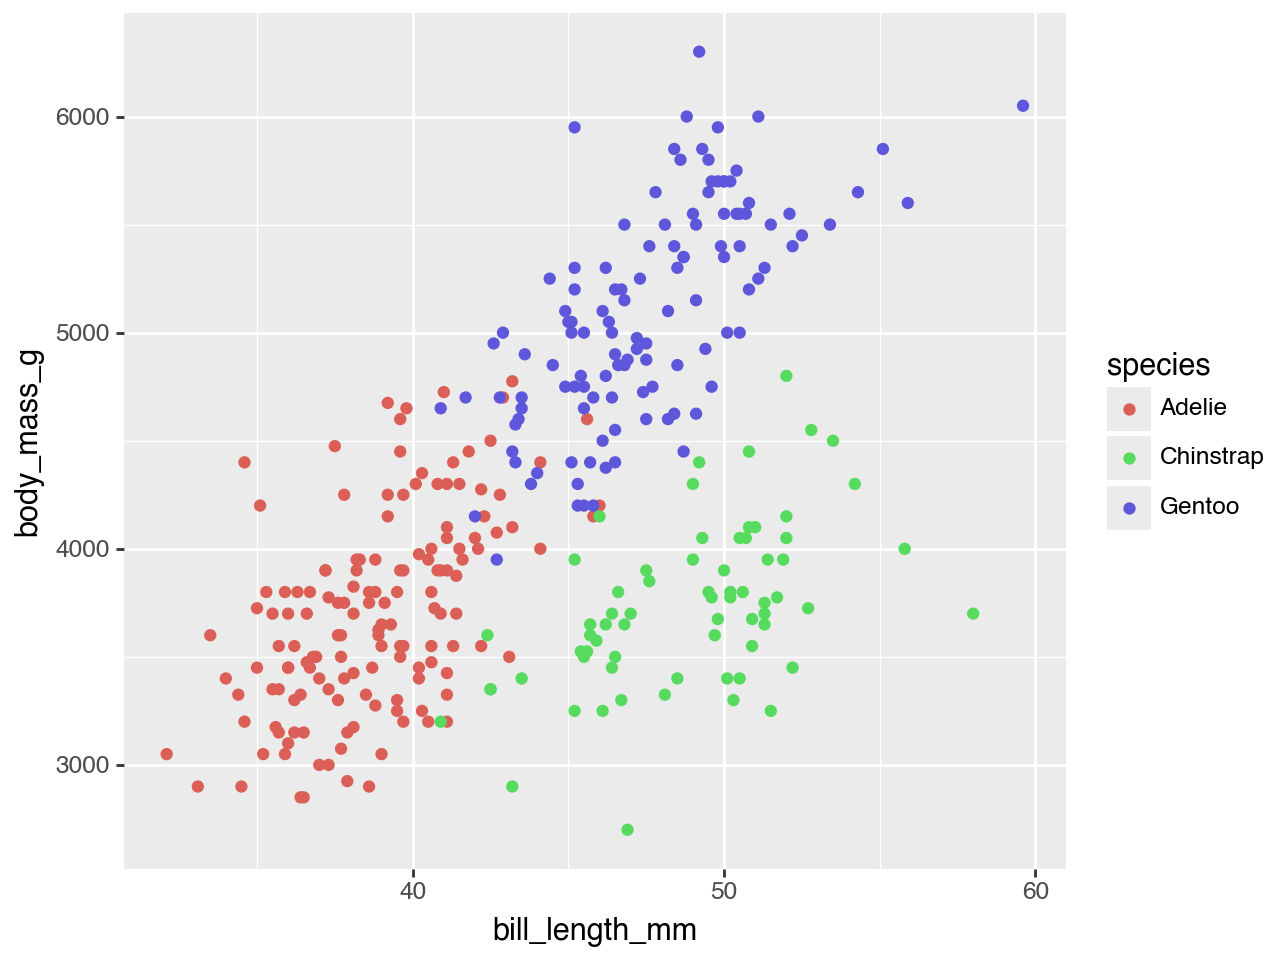 6000
5000
4000
3000
body_mass_g
40
50
60
bill_length_mm
species
Adelie
Chinstrap
Gentoo